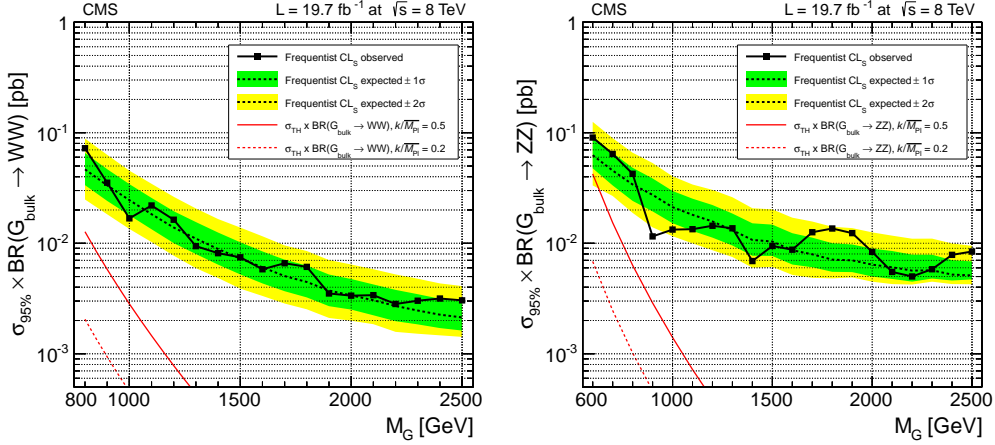 CMS L = 19.7 fb⁻¹ at √s = 8 TeV
σ95% × BR(Gbulk → WW) [pb]
1
10⁻¹
10⁻²
10⁻³
Frequentist CLS observed
Frequentist CLS expected ± 1σ
Frequentist CLS expected ± 2σ
σTH x BR(Gbulk → WW), k/M̅Pl = 0.5
σTH x BR(Gbulk → WW), k/M̅Pl = 0.2
800 1000 1500 2000 2500
MG [GeV]
CMS L = 19.7 fb⁻¹ at √s = 8 TeV
σ95% × BR(Gbulk → ZZ) [pb]
1
10⁻¹
10⁻²
10⁻³
Frequentist CLS observed
Frequentist CLS expected ± 1σ
Frequentist CLS expected ± 2σ
σTH x BR(Gbulk → ZZ), k/M̅Pl = 0.5
σTH x BR(Gbulk → ZZ), k/M̅Pl = 0.2
600 1000 1500 2000 2500
MG [GeV]